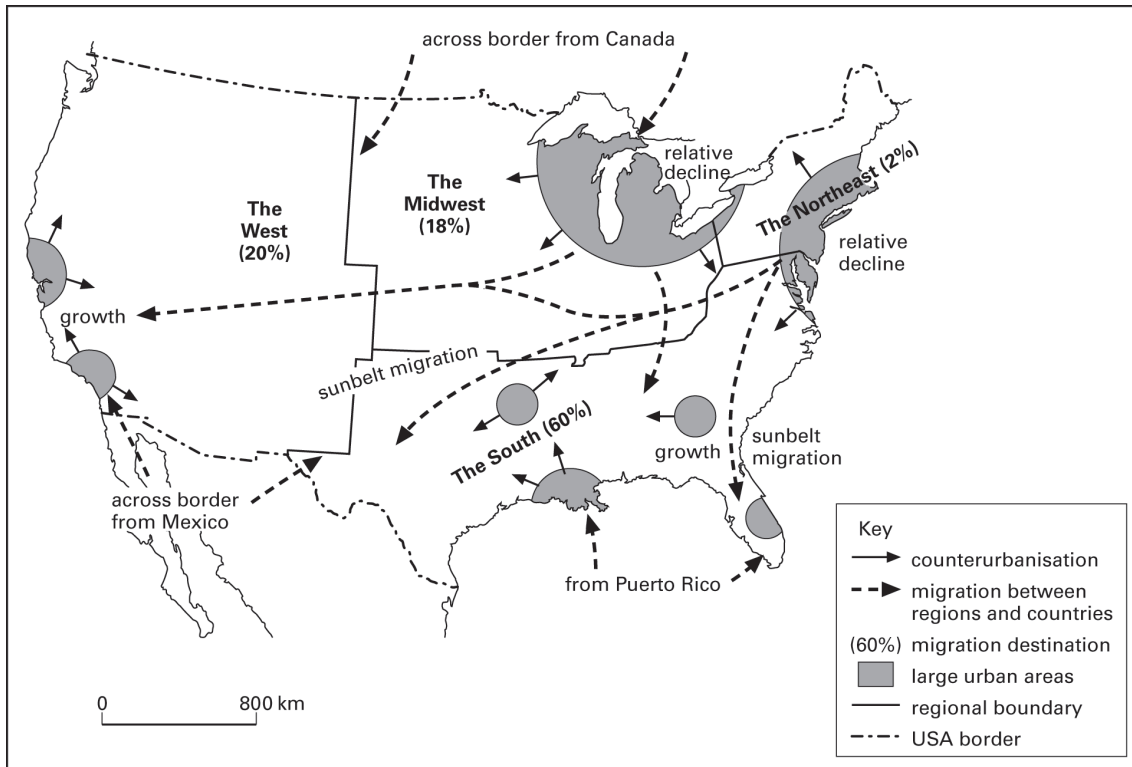 across border from Canada
relative
decline
The
Midwest
(18%)
The Northeast (2%)
The
West
(20%)
relative
decline
growth
sunbelt migration
The South (60%)
growth
sunbelt
migration
across border
from Mexico
from Puerto Rico
0 800 km
Key
counterurbanisation
migration between
regions and countries
(60%) migration destination
large urban areas
regional boundary
USA border